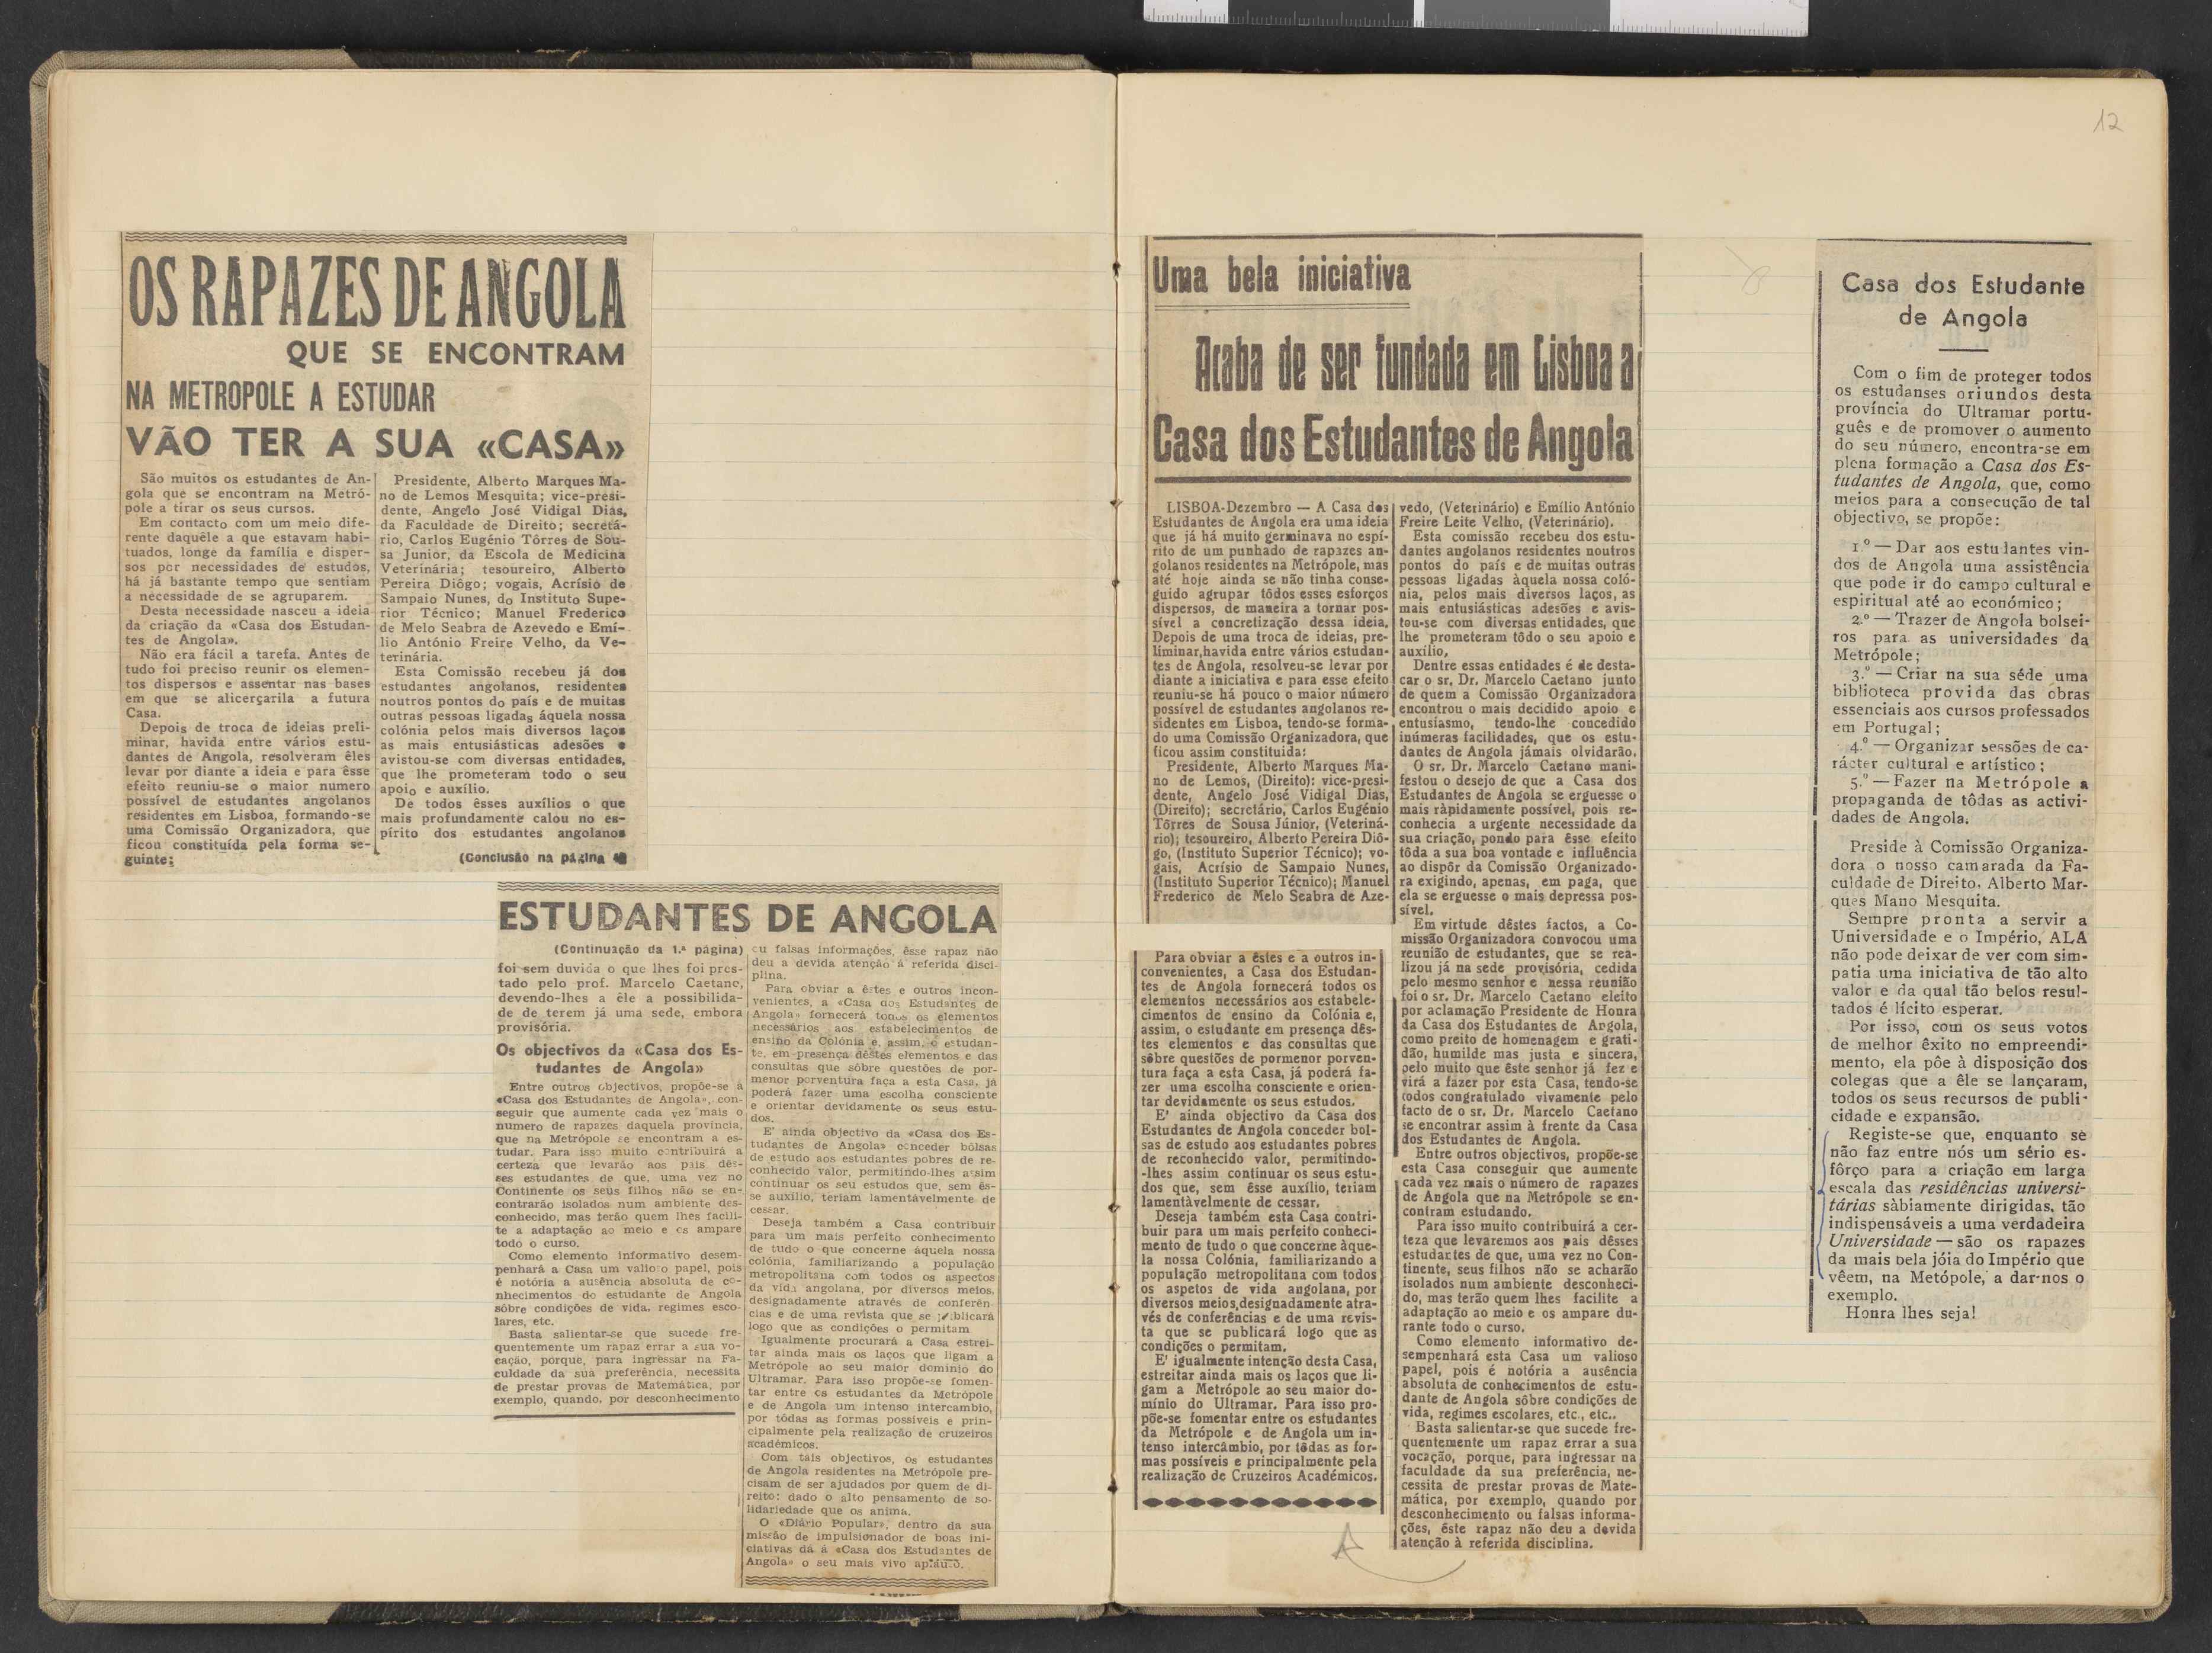 OS RAPAZES DE ANGOLA
QUE SE ENCONTRAM
NA METROPOLE A ESTUDAR
VÃO TER A SUA «CASA»
São muitos os estudantes de An-
gola que se encontram na Metró-
pole a tirar os seus cursos.
Em contacto com um meio dife-
rente daquêle a que estavam habi-
tuados, longe da família e disper-
sos por necessidades de estudos,
há já bastante tempo que sentiam
a necessidade de se agruparem.
Desta necessidade nasceu a ideia
da criação da «Casa dos Estudan-
tes de Angola».
Não era fácil a tarefa. Antes de
tudo foi preciso reunir os elemen-
tos dispersos e assentar nas bases
em que se alicerçarila a futura
Casa.
Depois de troca de ideias preli-
minar, havida entre vários estu-
dantes de Angola, resolveram êles
levar por diante a ideia e para êsse
efeito reuniu-se o maior numero
possível de estudantes angolanos
residentes em Lisboa, formando-se
uma Comissão Organizadora, que
ficou constituída pela forma se-
guinte:
Presidente, Alberto Marques Ma-
no de Lemos Mesquita; vice-presi-
dente, Angelo José Vidigal Dias,
da Faculdade de Direito; secretá-
rio, Carlos Eugénio Tôrres de Sou-
sa Junior, da Escola de Medicina
Veterinária; tesoureiro, Alberto
Pereira Diôgo; vogais, Acrísio de
Sampaio Nunes, do Instituto Supe-
rior Técnico; Manuel Frederico
de Melo Seabra de Azevedo e Emí-
lio António Freire Velho, da Ve-
terinária.
Esta Comissão recebeu já dos
estudantes angolanos, residentes
noutros pontos do país e de muitas
outras pessoas ligadas áquela nossa
colónia pelos mais diversos laços
as mais entusiásticas adesões e
avistou-se com diversas entidades,
que lhe prometeram todo o seu
apoio e auxílio.
De todos êsses auxílios o que
mais profundamente calou no es-
pírito dos estudantes angolanos
(Conclusão na página
ESTUDANTES DE ANGOLA
(Continuação da 1.ª página)
foi sem duvida o que lhes foi pres-
tado pelo prof. Marcelo Caetano,
devendo-lhes a êle a possibilida-
de de terem já uma sede, embora
provisória.
Os objectivos da «Casa dos Es-
tudantes de Angola»
Entre outros objectivos, propõe-se a
«Casa dos Estudantes de Angola», con-
seguir que aumente cada vez mais o
numero de rapazes daquela província,
que na Metrópole se encontram a es-
tudar. Para isso muito contribuirá a
certeza que levarão aos pais dês-
ses estudantes de que, uma vez no
Continente os seus filhos não se en-
contrarão isolados num ambiente des-
conhecido, mas terão quem lhes facili-
te a adaptação ao meio e os ampare
todo o curso.
Como elemento informativo desem-
penhará a Casa um valioso papel, pois
é notória a ausência absoluta de co-
nhecimentos do estudante de Angola
sôbre condições de vida, regimes esco-
lares, etc.
Basta salientar-se que sucede fre-
quentemente um rapaz errar a sua vo-
cação, porque, para ingressar na Fa-
culdade da sua preferência, necessita
de prestar provas de Matemática, por
exemplo, quando, por desconhecimento
ou falsas informações, êsse rapaz não
deu a devida atenção á referida disci-
plina.
Para obviar a êstes e outros incon-
venientes, a «Casa dos Estudantes de
Angola» fornecerá todos os elementos
necessários aos estabelecimentos de
ensino da Colónia e, assim, o estudan-
te, em presença dêstes elementos e das
consultas que sôbre questões de por-
menor porventura faça a esta Casa, já
poderá fazer uma escolha consciente
e orientar devidamente os seus estu-
dos.
E' ainda objectivo da «Casa dos Es-
tudantes de Angola» conceder bôlsas
de estudo aos estudantes pobres de re-
conhecido valor, permitindo-lhes assim
continuar os seu estudos que, sem ês-
se auxílio, teriam lamentávelmente de
cessar.
Deseja também a Casa contribuir
para um mais perfeito conhecimento
de tudo o que concerne áquela nossa
colónia, familiarizando a população
metropolitana com todos os aspectos
da vida angolana, por diversos meios,
designadamente através de conferên-
cias e de uma revista que se publicará
logo que as condições o permitam
Igualmente procurará a Casa estrei-
tar ainda mais os laços que ligam a
Metrópole ao seu maior domínio do
Ultramar. Para isso propõe-se fomen-
tar entre os estudantes da Metrópole
e de Angola um intenso intercambio,
por tôdas as formas possíveis e prin-
cipalmente pela realização de cruzeiros
académicos.
Com tais objectivos, os estudantes
de Angola residentes na Metrópole pre-
cisam de ser ajudados por quem de di-
reito; dado o alto pensamento de so-
lidariedade que os anima.
O «Diário Popular», dentro da sua
missão de impulsionador de boas ini-
ciativas dá á «Casa dos Estudantes de
Angola» o seu mais vivo aplauso.
12
Uma bela iniciativa
Acaba de ser fundada em Lisboa a
Casa dos Estudantes de Angola
LISBOA-Dezembro — A Casa dos
Estudantes de Angola era uma ideia
que já há muito germinava no espí-
rito de um punhado de rapazes an-
golanos residentes na Metrópole, mas
até hoje ainda se não tinha conse-
guido agrupar tôdos esses esforços
dispersos, de maneira a tornar pos-
sível a concretização dessa ideia.
Depois de uma troca de ideias, pre-
liminar,havida entre vários estudan-
tes de Angola, resolveu-se levar por
diante a iniciativa e para esse efeito
reuniu-se há pouco o maior número
possível de estudantes angolanos re-
sidentes em Lisboa, tendo-se forma-
do uma Comissão Organizadora, que
ficou assim constituida:
Presidente, Alberto Marques Ma-
no de Lemos, (Direito); vice-presi-
dente, Angelo José Vidigal Dias,
(Direito); secretário, Carlos Eugénio
Tôrres de Sousa Júnior, (Veteriná-
rio); tesoureiro, Alberto Pereira Diô-
go, (Instituto Superior Técnico); vo-
gais, Acrísio de Sampaio Nunes,
(Instituto Superior Técnico); Manuel
Frederico de Melo Seabra de Aze-
vedo, (Veterinário) e Emílio António
Freire Leite Velho, (Veterinário).
Esta comissão recebeu dos estu-
dantes angolanos residentes noutros
pontos do país e de muitas outras
pessoas ligadas àquela nossa coló-
nia, pelos mais diversos laços, as
mais entusiásticas adesões e avis-
tou-se com diversas entidades, que
lhe prometeram tôdo o seu apoio e
auxílio.
Dentre essas entidades é de desta-
car o sr. Dr. Marcelo Caetano junto
de quem a Comissão Organizadora
encontrou o mais decidido apoio e
entusiasmo, tendo-lhe concedido
inúmeras facilidades, que os estu-
dantes de Angola jámais olvidarão.
O sr. Dr. Marcelo Caetano mani-
festou o desejo de que a Casa dos
Estudantes de Angola se erguesse o
mais ràpidamente possível, pois re-
conhecia a urgente necessidade da
sua criação, pondo para êsse efeito
tôda a sua boa vontade e influência
ao dispôr da Comissão Organizado-
ra exigindo, apenas, em paga, que
ela se erguesse o mais depressa pos-
sível.
Em virtude dêstes factos, a Co-
missão Organizadora convocou uma
reunião de estudantes, que se rea-
lizou já na sede provisória, cedida
pelo mesmo senhor e nessa reunião
foi o sr. Dr. Marcelo Caetano eleito
por aclamação Presidente de Honra
da Casa dos Estudantes de Angola,
como preito de homenagem e grati-
dão, humilde mas justa e sincera,
pelo muito que êste senhor já fez e
virá a fazer por esta Casa, tendo-se
todos congratulado vivamente pelo
facto de o sr. Dr. Marcelo Caetano
se encontrar assim à frente da Casa
dos Estudantes de Angola.
Entre outros objectivos, propõe-se
esta Casa conseguir que aumente
cada vez mais o número de rapazes
de Angola que na Metrópole se en-
contram estudando.
Para isso muito contribuirá a cer-
teza que levaremos aos pais dêsses
estudantes de que, uma vez no Con-
tinente, seus filhos não se acharão
isolados num ambiente desconheci-
do, mas terão quem lhes facilite a
adaptação ao meio e os ampare du-
rante todo o curso.
Como elemento informativo de-
sempenhará esta Casa um valioso
papel, pois é notória a ausência
absoluta de conhecimentos de estu-
dante de Angola sôbre condições de
vida, regimes escolares, etc., etc..
Basta salientar-se que sucede fre-
quentemente um rapaz errar a sua
vocação, porque, para ingressar na
faculdade da sua preferência, ne-
cessita de prestar provas de Mate-
mática, por exemplo, quando por
desconhecimento ou falsas informa-
ções, êste rapaz não deu a devida
atenção à referida disciplina.
Para obviar a êstes e a outros in-
convenientes, a Casa dos Estudan-
tes de Angola fornecerá todos os
elementos necessários aos estabele-
cimentos de ensino da Colónia e,
assim, o estudante em presença dês-
tes elementos e das consultas que
sôbre questões de pormenor porven-
tura faça a esta Casa, já poderá fa-
zer uma escolha consciente e orien-
tar devidamente os seus estudos.
E' ainda objectivo da Casa dos
Estudantes de Angola conceder bol-
sas de estudo aos estudantes pobres
de reconhecido valor, permitindo-
-lhes assim continuar os seus estu-
dos que, sem êsse auxílio, teriam
lamentàvelmente de cessar.
Deseja também esta Casa contri-
buir para um mais perfeito conheci-
mento de tudo o que concerne àque-
la nossa Colónia, familiarizando a
população metropolitana com todos
os aspetos de vida angolana, por
diversos meios,designadamente atra-
vés de conferências e de uma revis-
ta que se publicará logo que as
condições o permitam.
E' igualmente intenção desta Casa,
estreitar ainda mais os laços que li-
gam a Metrópole ao seu maior do-
mínio do Ultramar. Para isso pro-
põe-se fomentar entre os estudantes
da Metrópole e de Angola um in-
tenso intercâmbio, por tôdas as for-
mas possíveis e principalmente pela
realização de Cruzeiros Académicos.
Casa dos Estudante
de Angola
Com o fim de proteger todos
os estudanses oriundos desta
província do Ultramar portu-
guês e de promover o aumento
do seu número, encontra-se em
plena formação a Casa dos Es-
tudantes de Angola, que, como
meios para a consecução de tal
objectivo, se propõe:
1.º — Dar aos estudantes vin-
dos de Angola uma assistência
que pode ir do campo cultural e
espiritual até ao económico;
2.º — Trazer de Angola bolsei-
ros para as universidades da
Metrópole;
3.º — Criar na sua séde uma
biblioteca provida das obras
essenciais aos cursos professados
em Portugal;
4.º — Organizar sessões de ca-
rácter cultural e artístico;
5.º — Fazer na Metrópole a
propaganda de tôdas as activi-
dades de Angola.
Preside à Comissão Organiza-
dora o nosso camarada da Fa-
culdade de Direito, Alberto Mar-
ques Mano Mesquita.
Sempre pronta a servir a
Universidade e o Império, ALA
não pode deixar de ver com sim-
patia uma iniciativa de tão alto
valor e da qual tão belos resul-
tados é lícito esperar.
Por isso, com os seus votos
de melhor êxito no empreendi-
mento, ela põe à disposição dos
colegas que a êle se lançaram,
todos os seus recursos de publi-
cidade e expansão.
Registe-se que, enquanto se
não faz entre nós um sério es-
fôrço para a criação em larga
escala das residências universi-
tárias sàbiamente dirigidas, tão
indispensáveis a uma verdadeira
Universidade — são os rapazes
da mais bela jóia do Império que
vêem, na Metópole, a dar-nos o
exemplo.
Honra lhes seja!